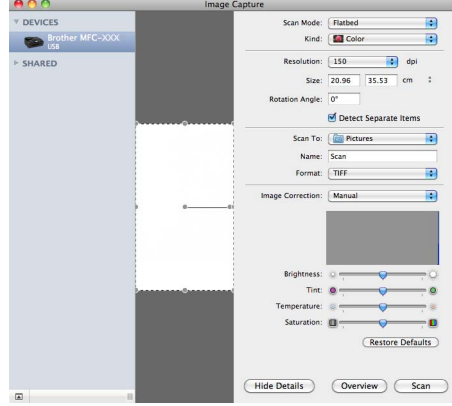 Image Capture
DEVICES
Brother MFC-XXX
USB
SHARED
Scan Mode: Flatbed
Kind: Color
Resolution: 150 dpi
Size: 20.96 35.53 cm
Rotation Angle: 0°
Detect Separate Items
Scan To: Pictures
Name: Scan
Format: TIFF
Image Correction: Manual
Brightness:
Tint:
Temperature:
Saturation:
Restore Defaults
Hide Details Overview Scan